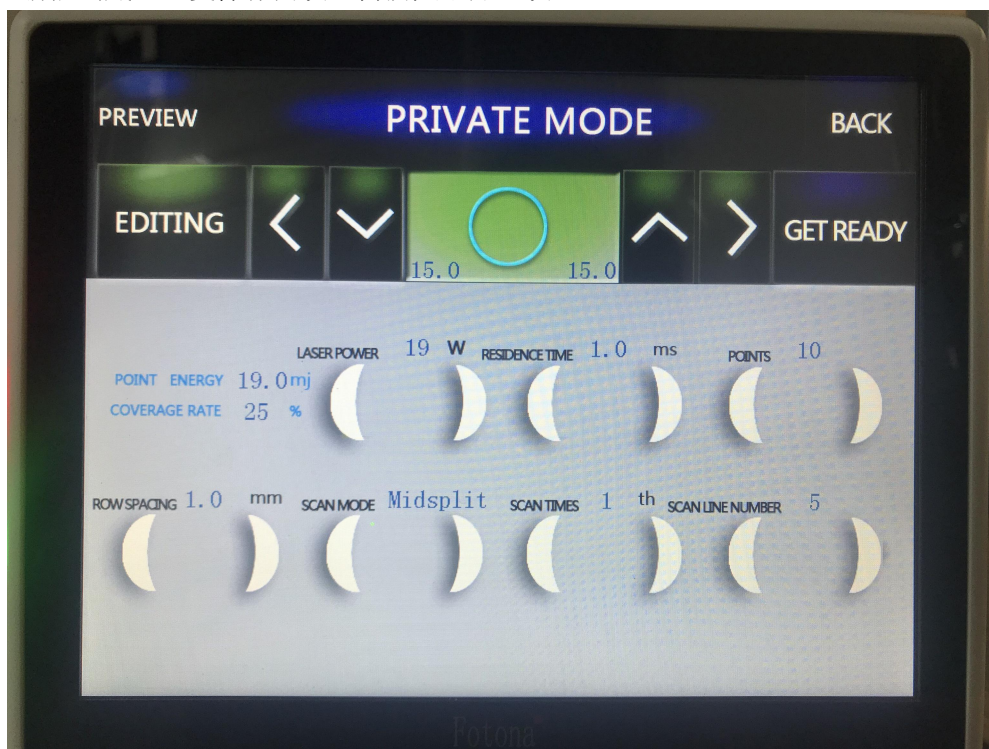 PREVIEW
PRIVATE MODE
BACK
EDITING
GET READY
15.0
15.0
LASER POWER 19 W
RESIDENCE TIME 1.0 ms
POINTS 10
POINT ENERGY 19.0mj
COVERAGE RATE 25 %
ROW SPACING 1.0 mm
SCAN MODE Midsplit
SCAN TIMES 1 th
SCAN LINE NUMBER 5
Fotona